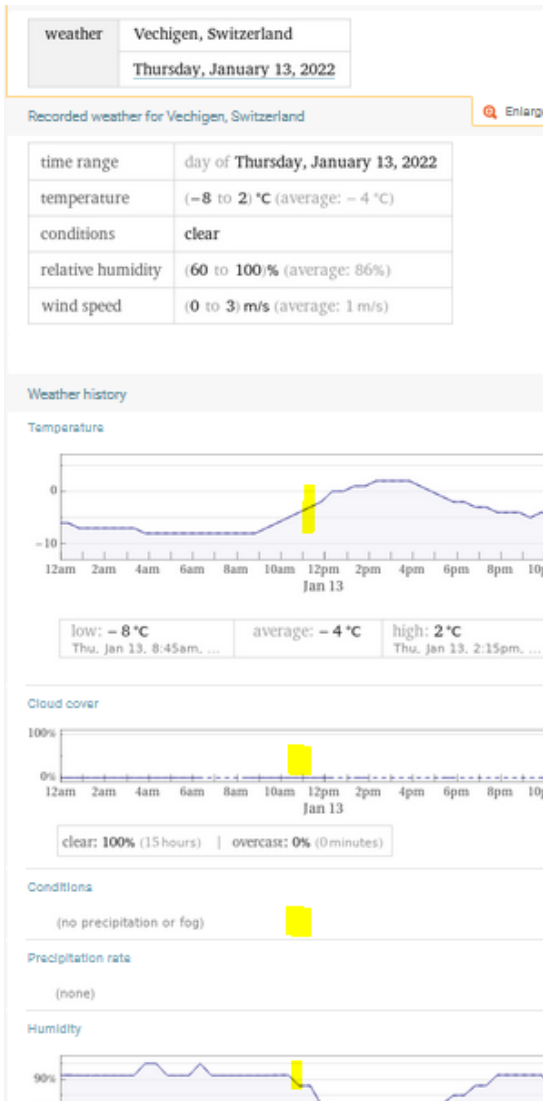 weather Vechigen, Switzerland
Thursday, January 13, 2022
Recorded weather for Vechigen, Switzerland
Enlarg
time range day of Thursday, January 13, 2022
temperature (−8 to 2) °C (average: −4 °C)
conditions clear
relative humidity (60 to 100)% (average: 86%)
wind speed (0 to 3) m/s (average: 1 m/s)
Weather history
Temperature
0
−10
12am 2am 4am 6am 8am 10am 12pm 2pm 4pm 6pm 8pm 10p
Jan 13
low: −8 °C average: −4 °C high: 2 °C
Thu, Jan 13, 8:45am, ... Thu, Jan 13, 2:15pm, ...
Cloud cover
100%
0%
12am 2am 4am 6am 8am 10am 12pm 2pm 4pm 6pm 8pm 10p
Jan 13
clear: 100% (15 hours) | overcast: 0% (0 minutes)
Conditions
(no precipitation or fog)
Precipitation rate
(none)
Humidity
90%